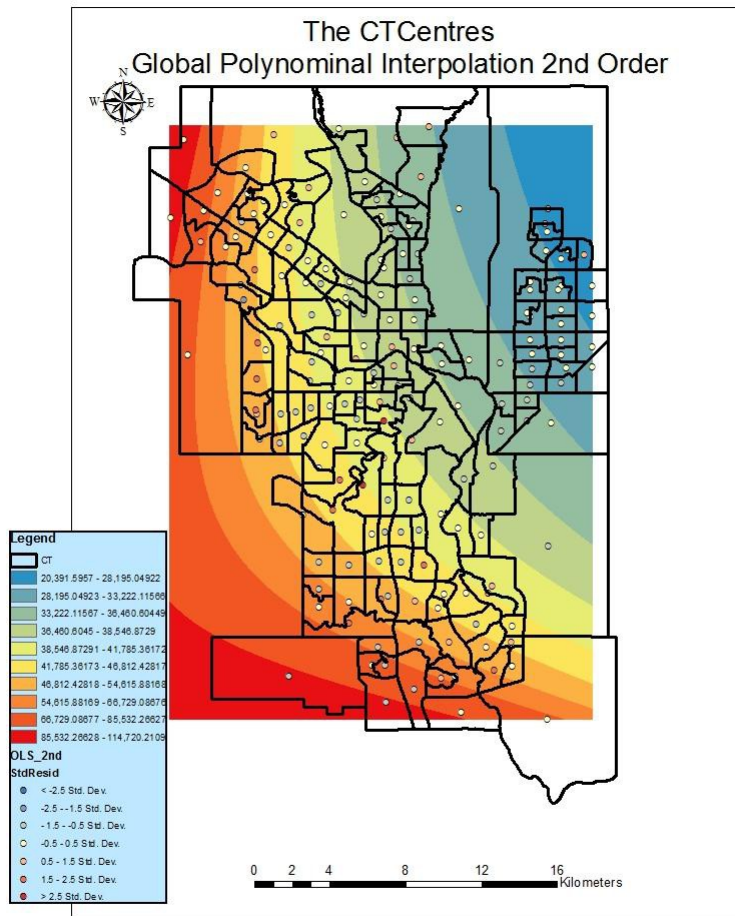 The CTCentres
Global Polynominal Interpolation 2nd Order
N
W E
S
Legend
CT
20,391.5957 - 28,195.04922
28,195.04923 - 33,222.11566
33,222.11567 - 36,460.60449
36,460.6045 - 38,546.8729
38,546.87291 - 41,785.36172
41,785.36173 - 46,812.42817
46,812.42818 - 54,615.88168
54,615.88169 - 66,729.08676
66,729.08677 - 85,532.26627
85,532.26628 - 114,720.2109
OLS_2nd
StdResid
< -2.5 Std. Dev.
-2.5 - -1.5 Std. Dev.
-1.5 - -0.5 Std. Dev.
-0.5 - 0.5 Std. Dev.
0.5 - 1.5 Std. Dev.
1.5 - 2.5 Std. Dev.
> 2.5 Std. Dev.
0 2 4 8 12 16
Kilometers